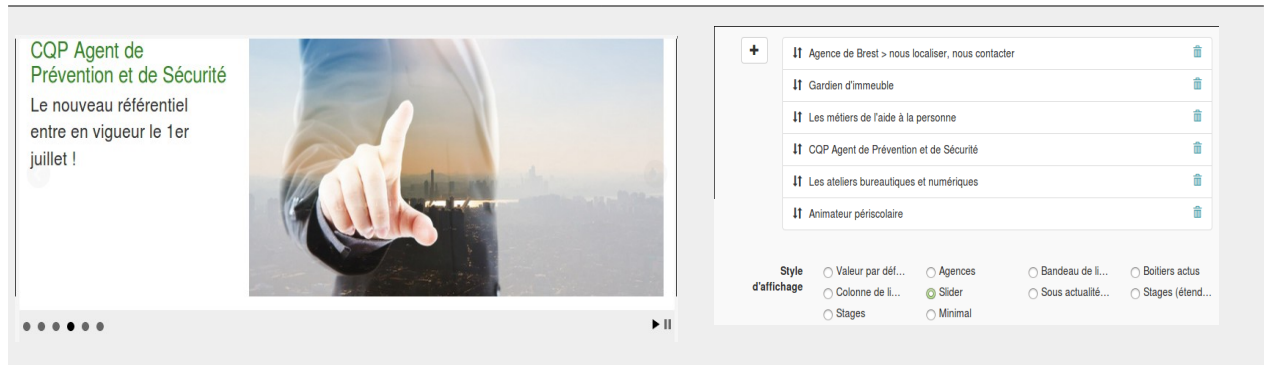 CQP Agent de
Prévention et de Sécurité
Le nouveau référentiel
entre en vigueur le 1er
juillet !
Agence de Brest > nous localiser, nous contacter
Gardien d'immeuble
Les métiers de l'aide à la personne
CQP Agent de Prévention et de Sécurité
Les ateliers bureautiques et numériques
Animateur périscolaire
Style d'affichage
Valeur par déf... Agences Bandeau de li... Boitiers actus
Colonne de li... Slider Sous actualité... Stages (étend...
Stages Minimal